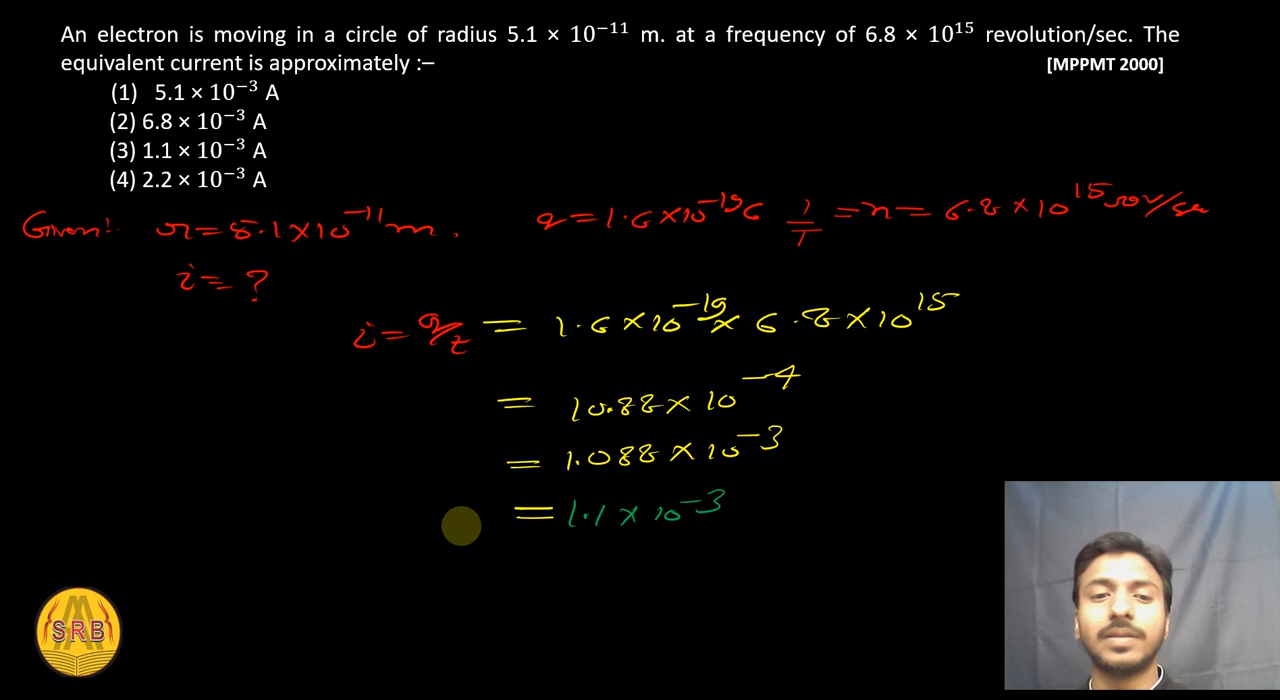 An electron is moving in a circle of radius 5.1 × 10⁻¹¹ m. at a frequency of 6.8 × 10¹⁵ revolution/sec. The
equivalent current is approximately :– [MPPMT 2000]
(1) 5.1 × 10⁻³ A
(2) 6.8 × 10⁻³ A
(3) 1.1 × 10⁻³ A
(4) 2.2 × 10⁻³ A
Given! r = 5.1 × 10⁻¹¹ m. q = 1.6 × 10⁻¹⁹ C 1/T = n = 6.8 × 10¹⁵ rov/sec
i = ?
i = q/t = 1.6 × 10⁻¹⁹ × 6.8 × 10¹⁵
= 10.88 × 10⁻⁴
= 1.088 × 10⁻³
= 1.1 × 10⁻³
SRB